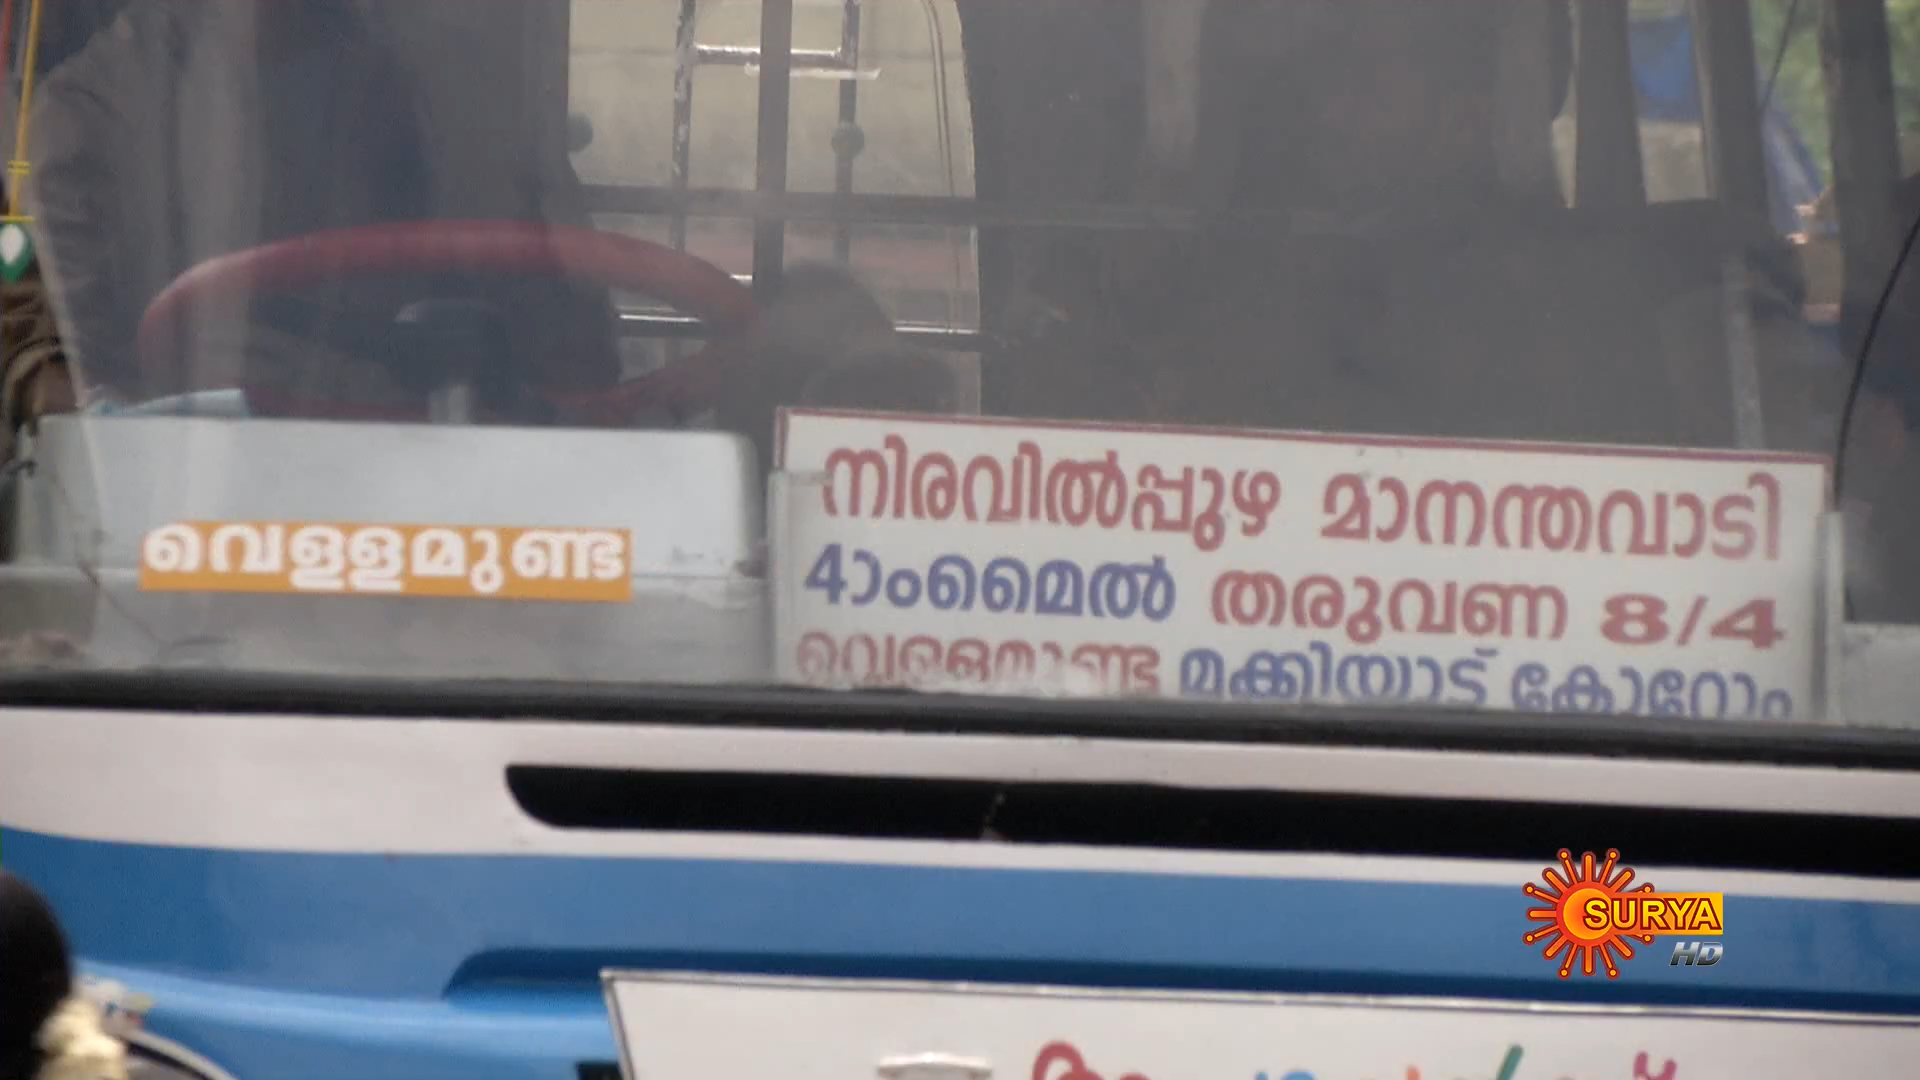 നിരവിൽപ്പുഴ മാനന്തവാടി
4ാംമൈൽ തരുവണ 8/4
വെള്ളമുണ്ട മക്കിയാട് കോറോം
വെള്ളമുണ്ട
SURYA
HD